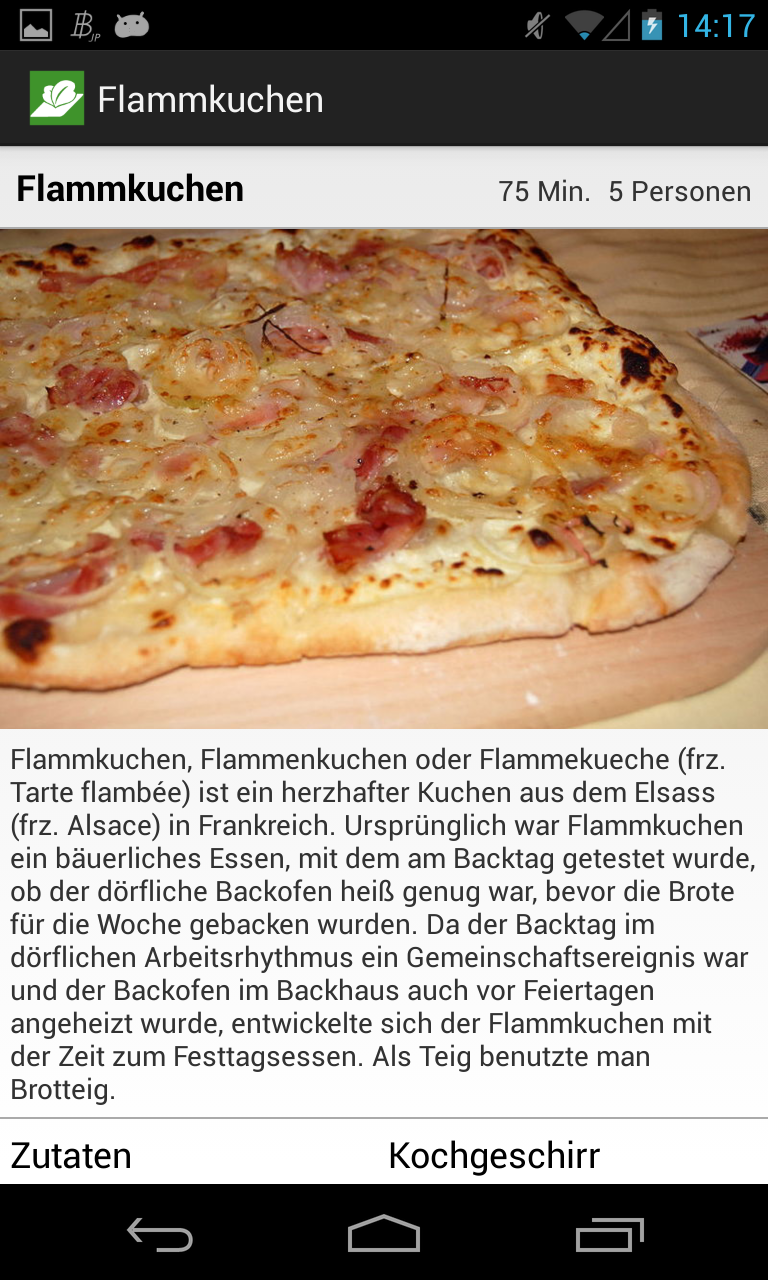 14:17
Flammkuchen
Flammkuchen 75 Min. 5 Personen
Flammkuchen, Flammenkuchen oder Flammekueche (frz.
Tarte flambée) ist ein herzhafter Kuchen aus dem Elsass
(frz. Alsace) in Frankreich. Ursprünglich war Flammkuchen
ein bäuerliches Essen, mit dem am Backtag getestet wurde,
ob der dörfliche Backofen heiß genug war, bevor die Brote
für die Woche gebacken wurden. Da der Backtag im
dörflichen Arbeitsrhythmus ein Gemeinschaftsereignis war
und der Backofen im Backhaus auch vor Feiertagen
angeheizt wurde, entwickelte sich der Flammkuchen mit
der Zeit zum Festtagsessen. Als Teig benutzte man
Brotteig.
Zutaten Kochgeschirr